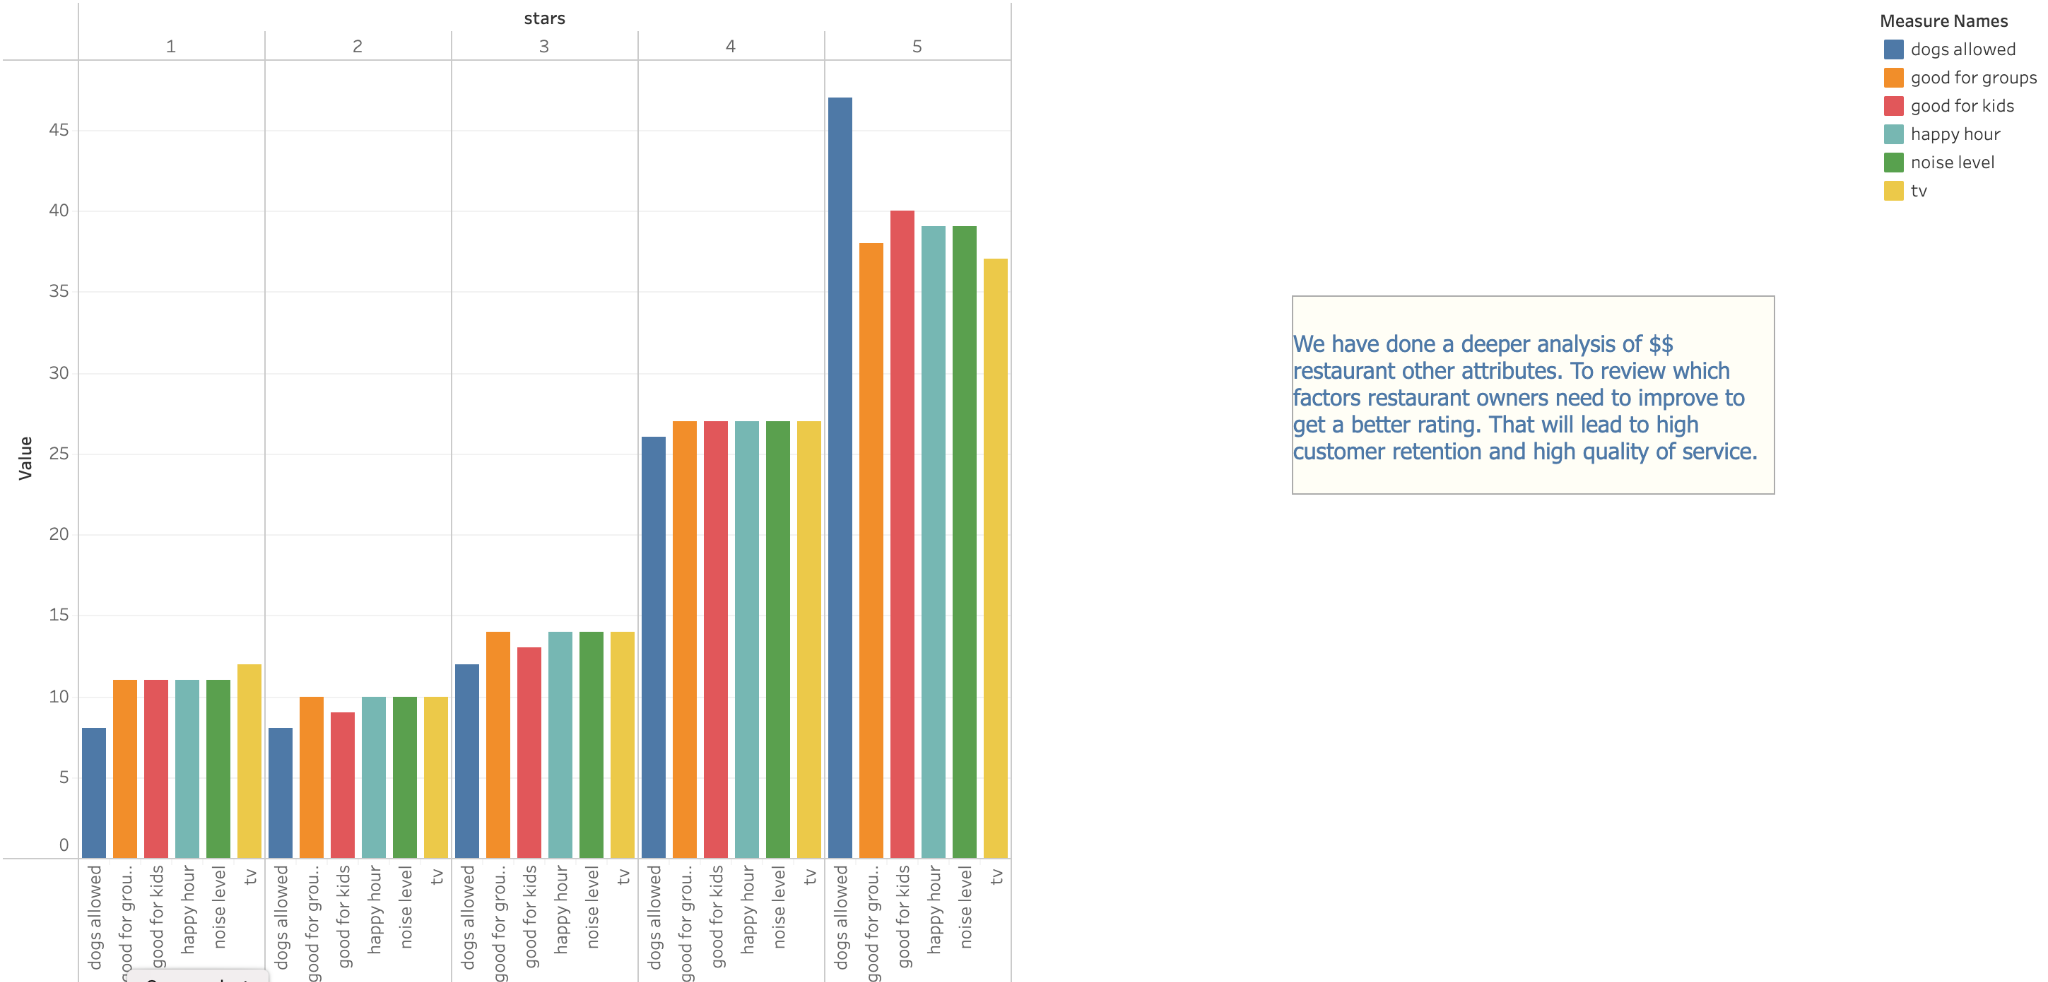 stars
1 2 3 4 5
45
40
35
30
25
20
15
10
5
0
Value
dogs allowed
good for grou..
good for kids
happy hour
noise level
tv
dogs allowed
good for grou..
good for kids
happy hour
noise level
tv
dogs allowed
good for grou..
good for kids
happy hour
noise level
tv
dogs allowed
good for grou..
good for kids
happy hour
noise level
tv
dogs allowed
good for grou..
good for kids
happy hour
noise level
tv
Measure Names
dogs allowed
good for groups
good for kids
happy hour
noise level
tv
We have done a deeper analysis of $$
restaurant other attributes. To review which
factors restaurant owners need to improve to
get a better rating. That will lead to high
customer retention and high quality of service.